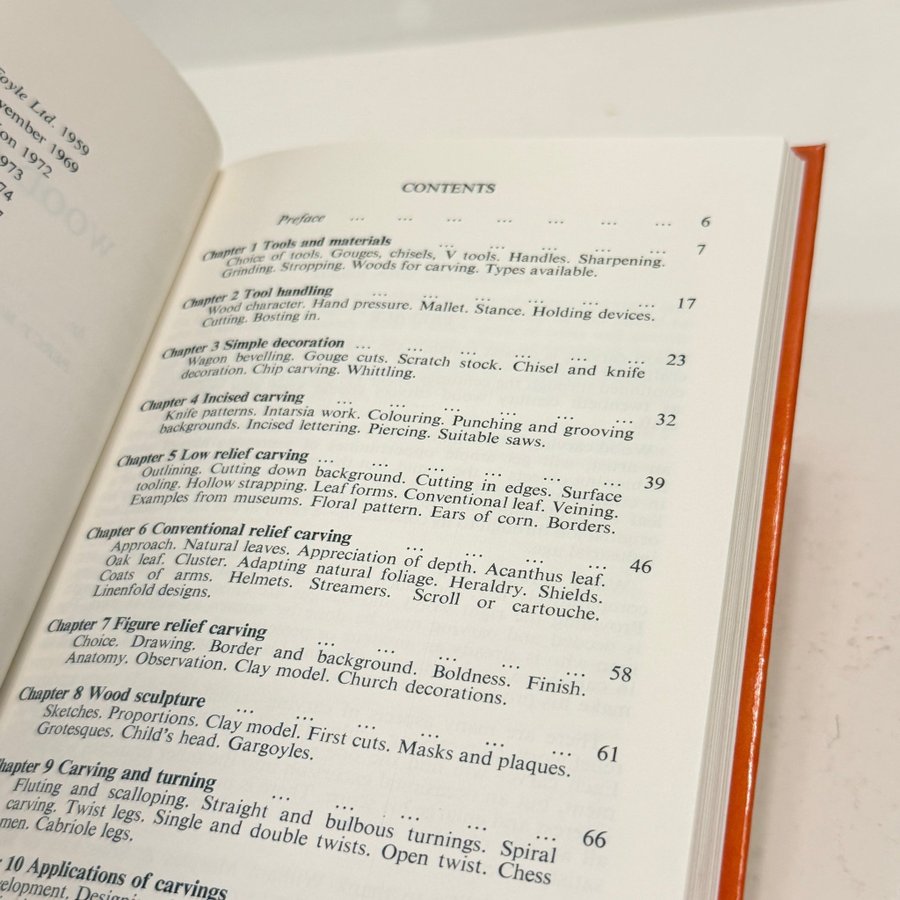 oyle Ltd. 1959
vember 1969
on 1972
973
74
CONTENTS
Preface ... ... ... ... ... ... ... 6
Chapter 1 Tools and materials ... ... ... ... ... 7
Choice of tools. Gouges, chisels, V tools. Handles. Sharpening.
Grinding. Stropping. Woods for carving. Types available.
Chapter 2 Tool handling ... ... ... ... ... ... 17
Wood character. Hand pressure. Mallet. Stance. Holding devices.
Cutting. Bosting in.
Chapter 3 Simple decoration ... ... ... ... ... ... 23
Wagon bevelling. Gouge cuts. Scratch stock. Chisel and knife
decoration. Chip carving. Whittling.
Chapter 4 Incised carving ... ... ... ... ... ... 32
Knife patterns. Intarsia work. Colouring. Punching and grooving
backgrounds. Incised lettering. Piercing. Suitable saws.
Chapter 5 Low relief carving ... ... ... ... ... ... 39
Outlining. Cutting down background. Cutting in edges. Surface
tooling. Hollow strapping. Leaf forms. Conventional leaf. Veining.
Examples from museums. Floral pattern. Ears of corn. Borders.
Chapter 6 Conventional relief carving ... ... ... ... 46
Approach. Natural leaves. Appreciation of depth. Acanthus leaf.
Oak leaf. Cluster. Adapting natural foliage. Heraldry. Shields.
Coats of arms. Helmets. Streamers. Scroll or cartouche.
Linenfold designs.
Chapter 7 Figure relief carving ... ... ... ... ... 58
Choice. Drawing. Border and background. Boldness. Finish.
Anatomy. Observation. Clay model. Church decorations.
Chapter 8 Wood sculpture ... ... ... ... ... ... 61
Sketches. Proportions. Clay model. First cuts. Masks and plaques.
Grotesques. Child's head. Gargoyles.
hapter 9 Carving and turning ... ... ... ... ... 66
Fluting and scalloping. Straight and bulbous turnings. Spiral
carving. Twist legs. Single and double twists. Open twist. Chess
men. Cabriole legs.
10 Applications of carvings
velopment.